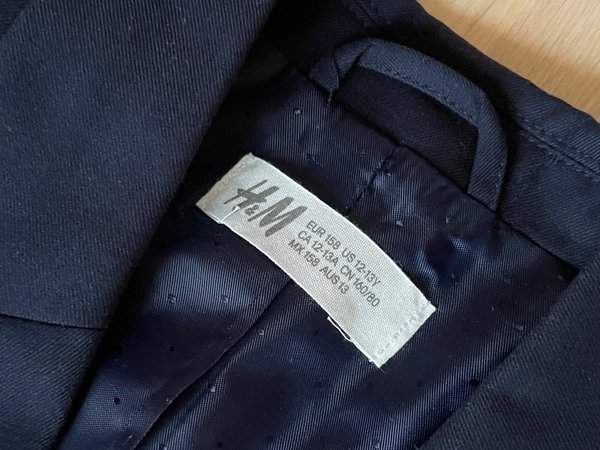 H&M
EUR 158 US 12-13Y
CA 12-13A CN 160/80
MX 158 AUS 13